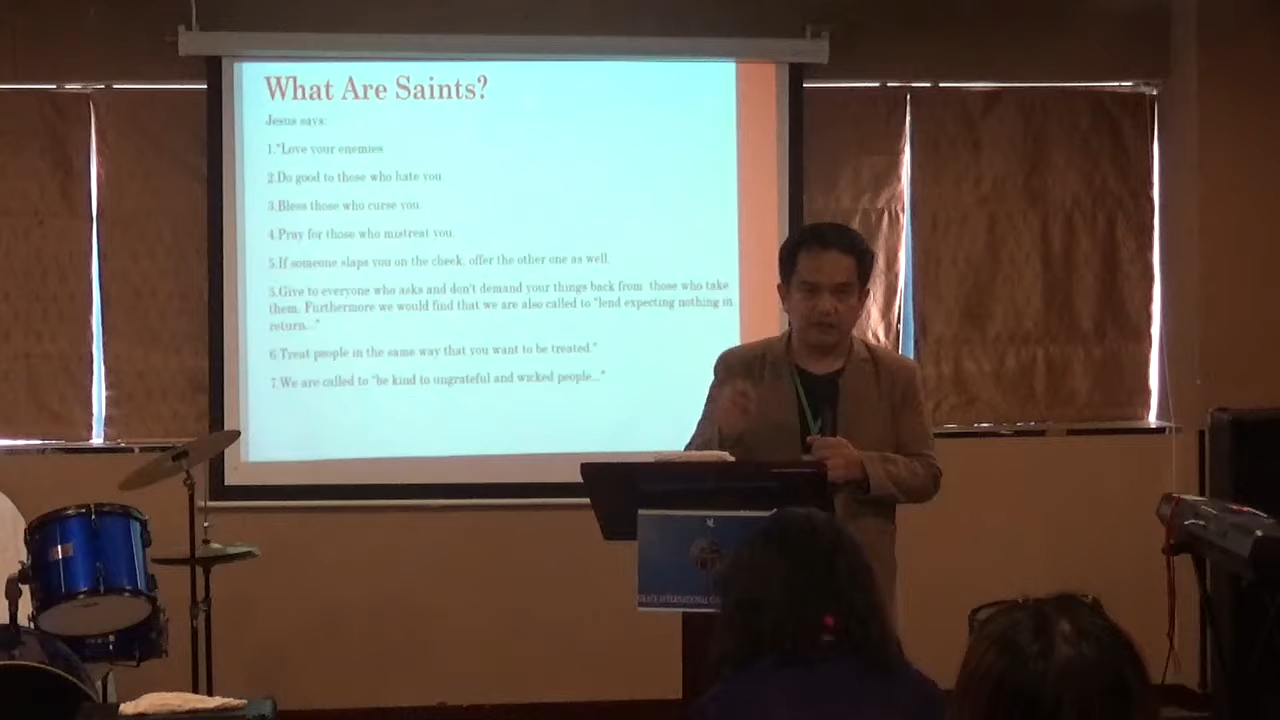 What Are Saints?
Jesus says:
1."Love your enemies
2.Do good to those who hate you.
3.Bless those who curse you.
4.Pray for those who mistreat you.
5.If someone slaps you on the cheek, offer the other one as well.
5.Give to everyone who asks and don't demand your things back from those who take
them. Furthermore we would find that we are also called to "lend expecting nothing in
return..."
6.Treat people in the same way that you want to be treated."
7.We are called to "be kind to ungrateful and wicked people..."
GRACE INTERNATIONAL